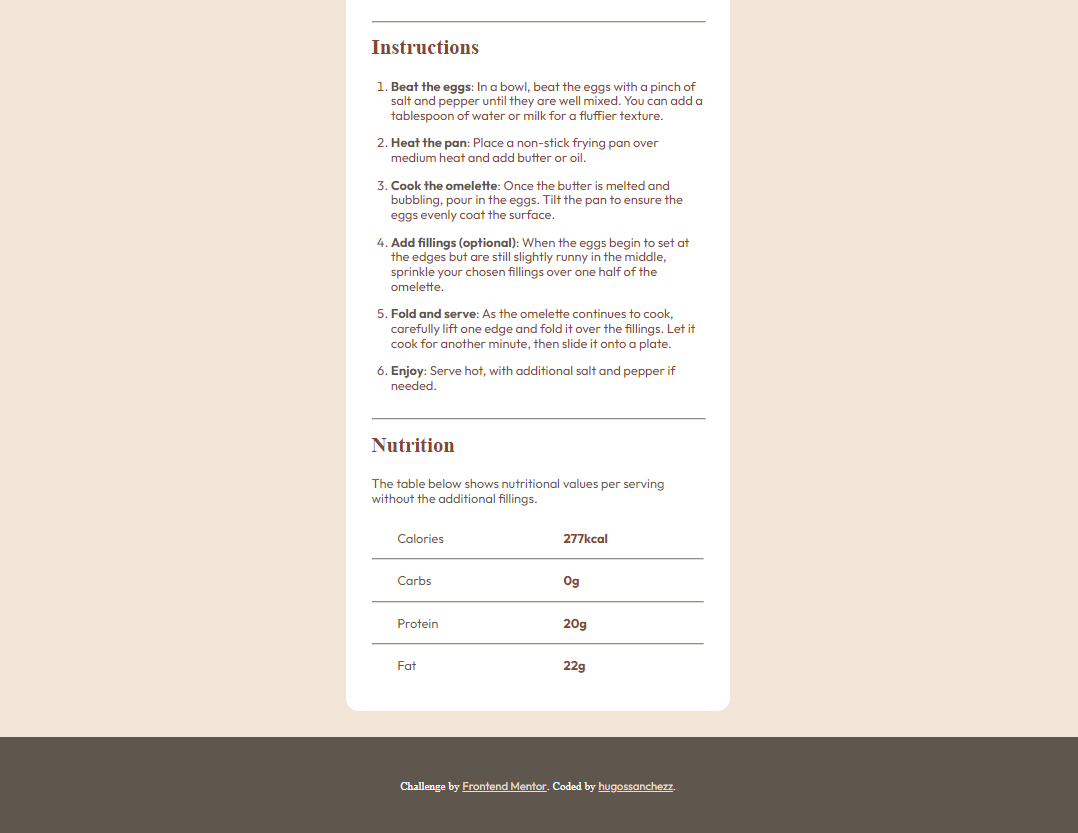 Instructions
1. Beat the eggs: In a bowl, beat the eggs with a pinch of
salt and pepper until they are well mixed. You can add a
tablespoon of water or milk for a fluffier texture.
2. Heat the pan: Place a non-stick frying pan over
medium heat and add butter or oil.
3. Cook the omelette: Once the butter is melted and
bubbling, pour in the eggs. Tilt the pan to ensure the
eggs evenly coat the surface.
4. Add fillings (optional): When the eggs begin to set at
the edges but are still slightly runny in the middle,
sprinkle your chosen fillings over one half of the
omelette.
5. Fold and serve: As the omelette continues to cook,
carefully lift one edge and fold it over the fillings. Let it
cook for another minute, then slide it onto a plate.
6. Enjoy: Serve hot, with additional salt and pepper if
needed.
Nutrition
The table below shows nutritional values per serving
without the additional fillings.
Calories 277kcal
Carbs 0g
Protein 20g
Fat 22g
Challenge by Frontend Mentor. Coded by hugossanchezz.